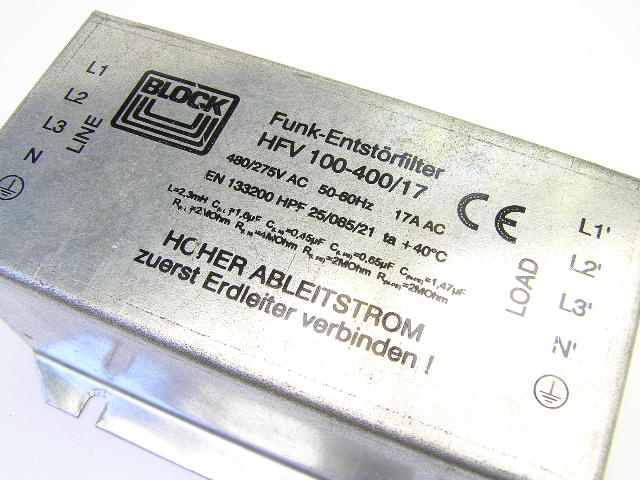 L1
L2
L3
N
LINE
BLOCK
Funk-Entstörfilter
HFV 100-400/17
480/275V AC 50-60Hz 17A AC
EN 133200 HPF 25/085/21 ta +40°C
HOHER ABLEITSTROM
zuerst Erdleiter verbinden !
CE
LOAD
L1'
L2'
L3'
N'